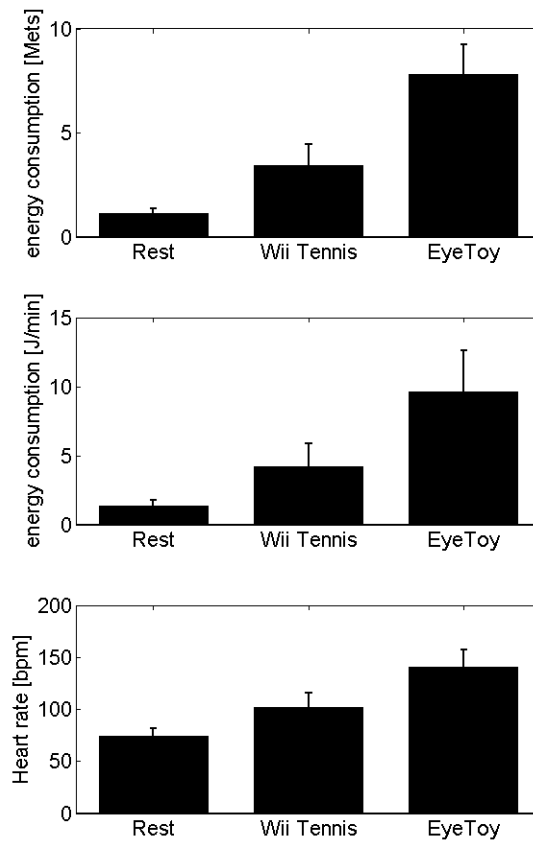 energy consumption [Mets]
10
5
0
Rest Wii Tennis EyeToy
energy consumption [J/min]
15
10
5
0
Rest Wii Tennis EyeToy
Heart rate [bpm]
200
150
100
50
0
Rest Wii Tennis EyeToy